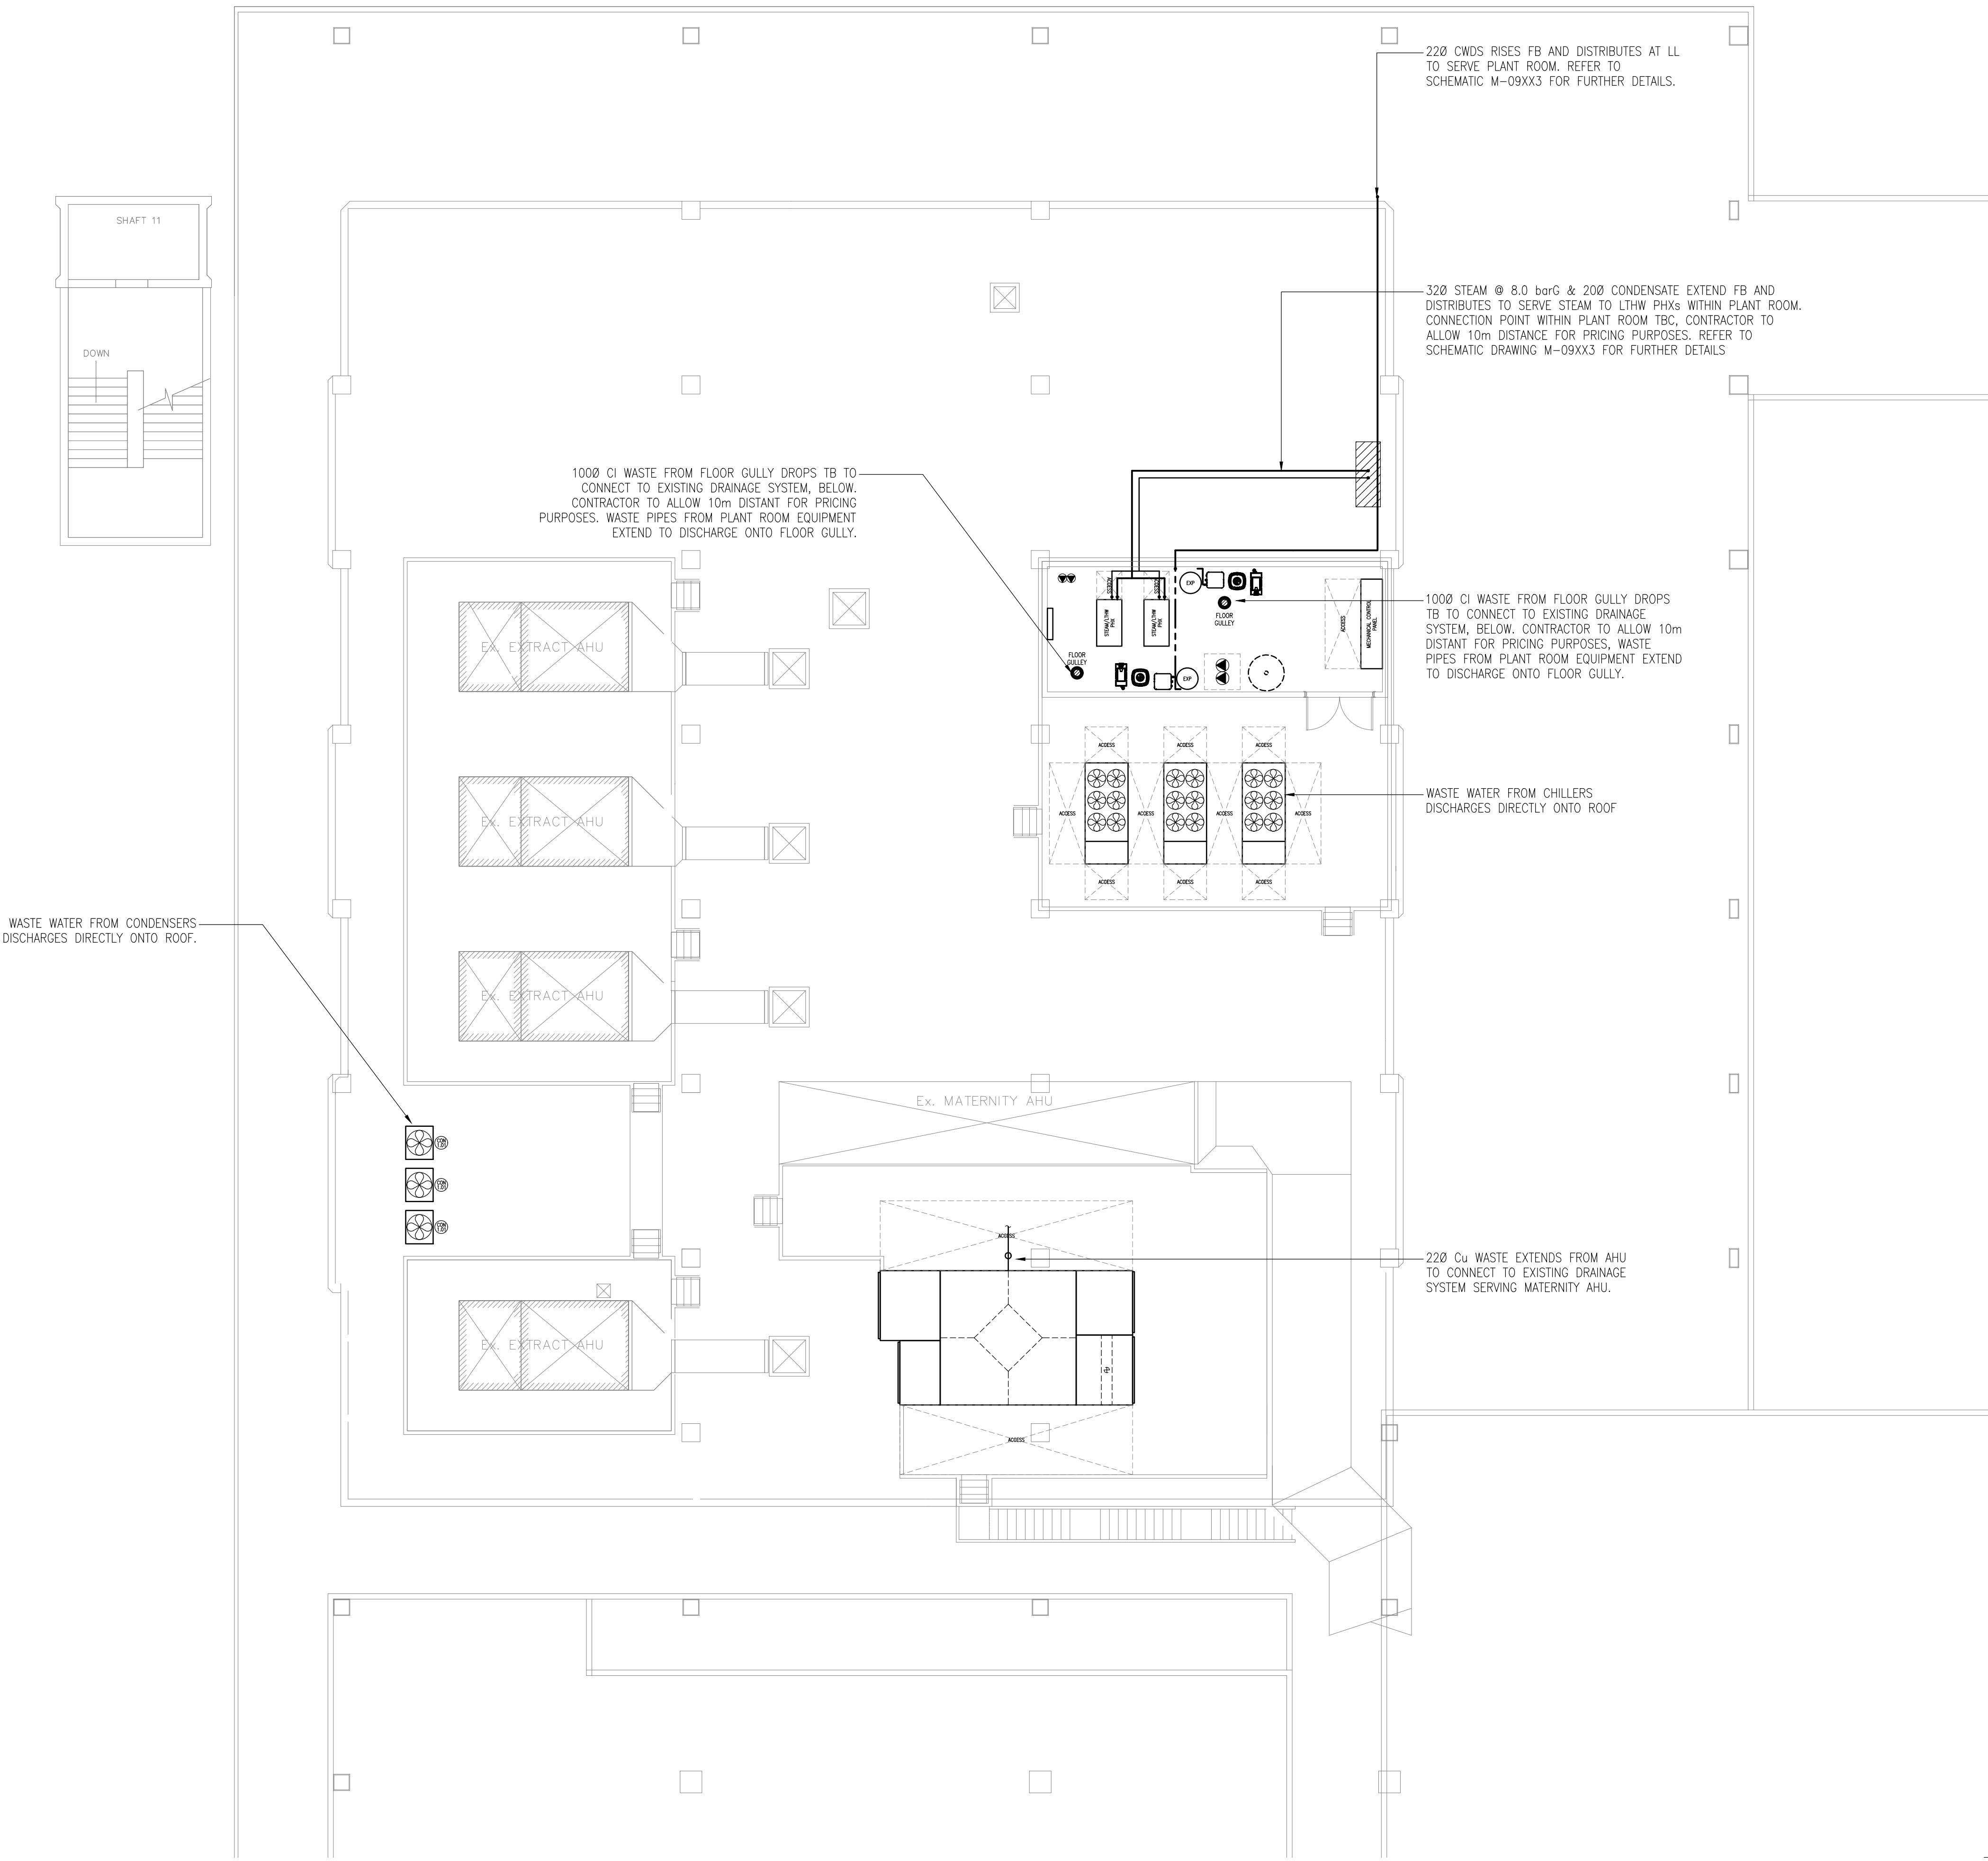 22Ø CWDS RISES FB AND DISTRIBUTES AT LL
TO SERVE PLANT ROOM. REFER TO
SCHEMATIC M-09XX3 FOR FURTHER DETAILS.
SHAFT 11
DOWN
32Ø STEAM @ 8.0 barG & 20Ø CONDENSATE EXTEND FB AND
DISTRIBUTES TO SERVE STEAM TO LTHW PHXs WITHIN PLANT ROOM.
CONNECTION POINT WITHIN PLANT ROOM TBC, CONTRACTOR TO
ALLOW 10m DISTANCE FOR PRICING PURPOSES. REFER TO
SCHEMATIC DRAWING M-09XX3 FOR FURTHER DETAILS
100Ø CI WASTE FROM FLOOR GULLY DROPS TB TO
CONNECT TO EXISTING DRAINAGE SYSTEM, BELOW.
CONTRACTOR TO ALLOW 10m DISTANT FOR PRICING
PURPOSES. WASTE PIPES FROM PLANT ROOM EQUIPMENT
EXTEND TO DISCHARGE ONTO FLOOR GULLY.
ACCESS
ACCESS
EXP
STEAM/LTHW
PHX
STEAM/LTHW
PHX
FLOOR
GULLEY
ACCESS
MECHANICAL CONTROL
PANEL
FLOOR
GULLEY
EXP
100Ø CI WASTE FROM FLOOR GULLY DROPS
TB TO CONNECT TO EXISTING DRAINAGE
SYSTEM, BELOW. CONTRACTOR TO ALLOW 10m
DISTANT FOR PRICING PURPOSES, WASTE
PIPES FROM PLANT ROOM EQUIPMENT EXTEND
TO DISCHARGE ONTO FLOOR GULLY.
Ex. EXTRACT AHU
ACCESS
ACCESS
ACCESS
WASTE WATER FROM CHILLERS
DISCHARGES DIRECTLY ONTO ROOF
Ex. EXTRACT AHU
ACCESS
ACCESS
ACCESS
ACCESS
ACCESS
ACCESS
ACCESS
WASTE WATER FROM CONDENSERS
DISCHARGES DIRECTLY ONTO ROOF.
Ex. EXTRACT AHU
Ex. MATERNITY AHU
ACCESS
22Ø Cu WASTE EXTENDS FROM AHU
TO CONNECT TO EXISTING DRAINAGE
SYSTEM SERVING MATERNITY AHU.
Ex. EXTRACT AHU
ACCESS